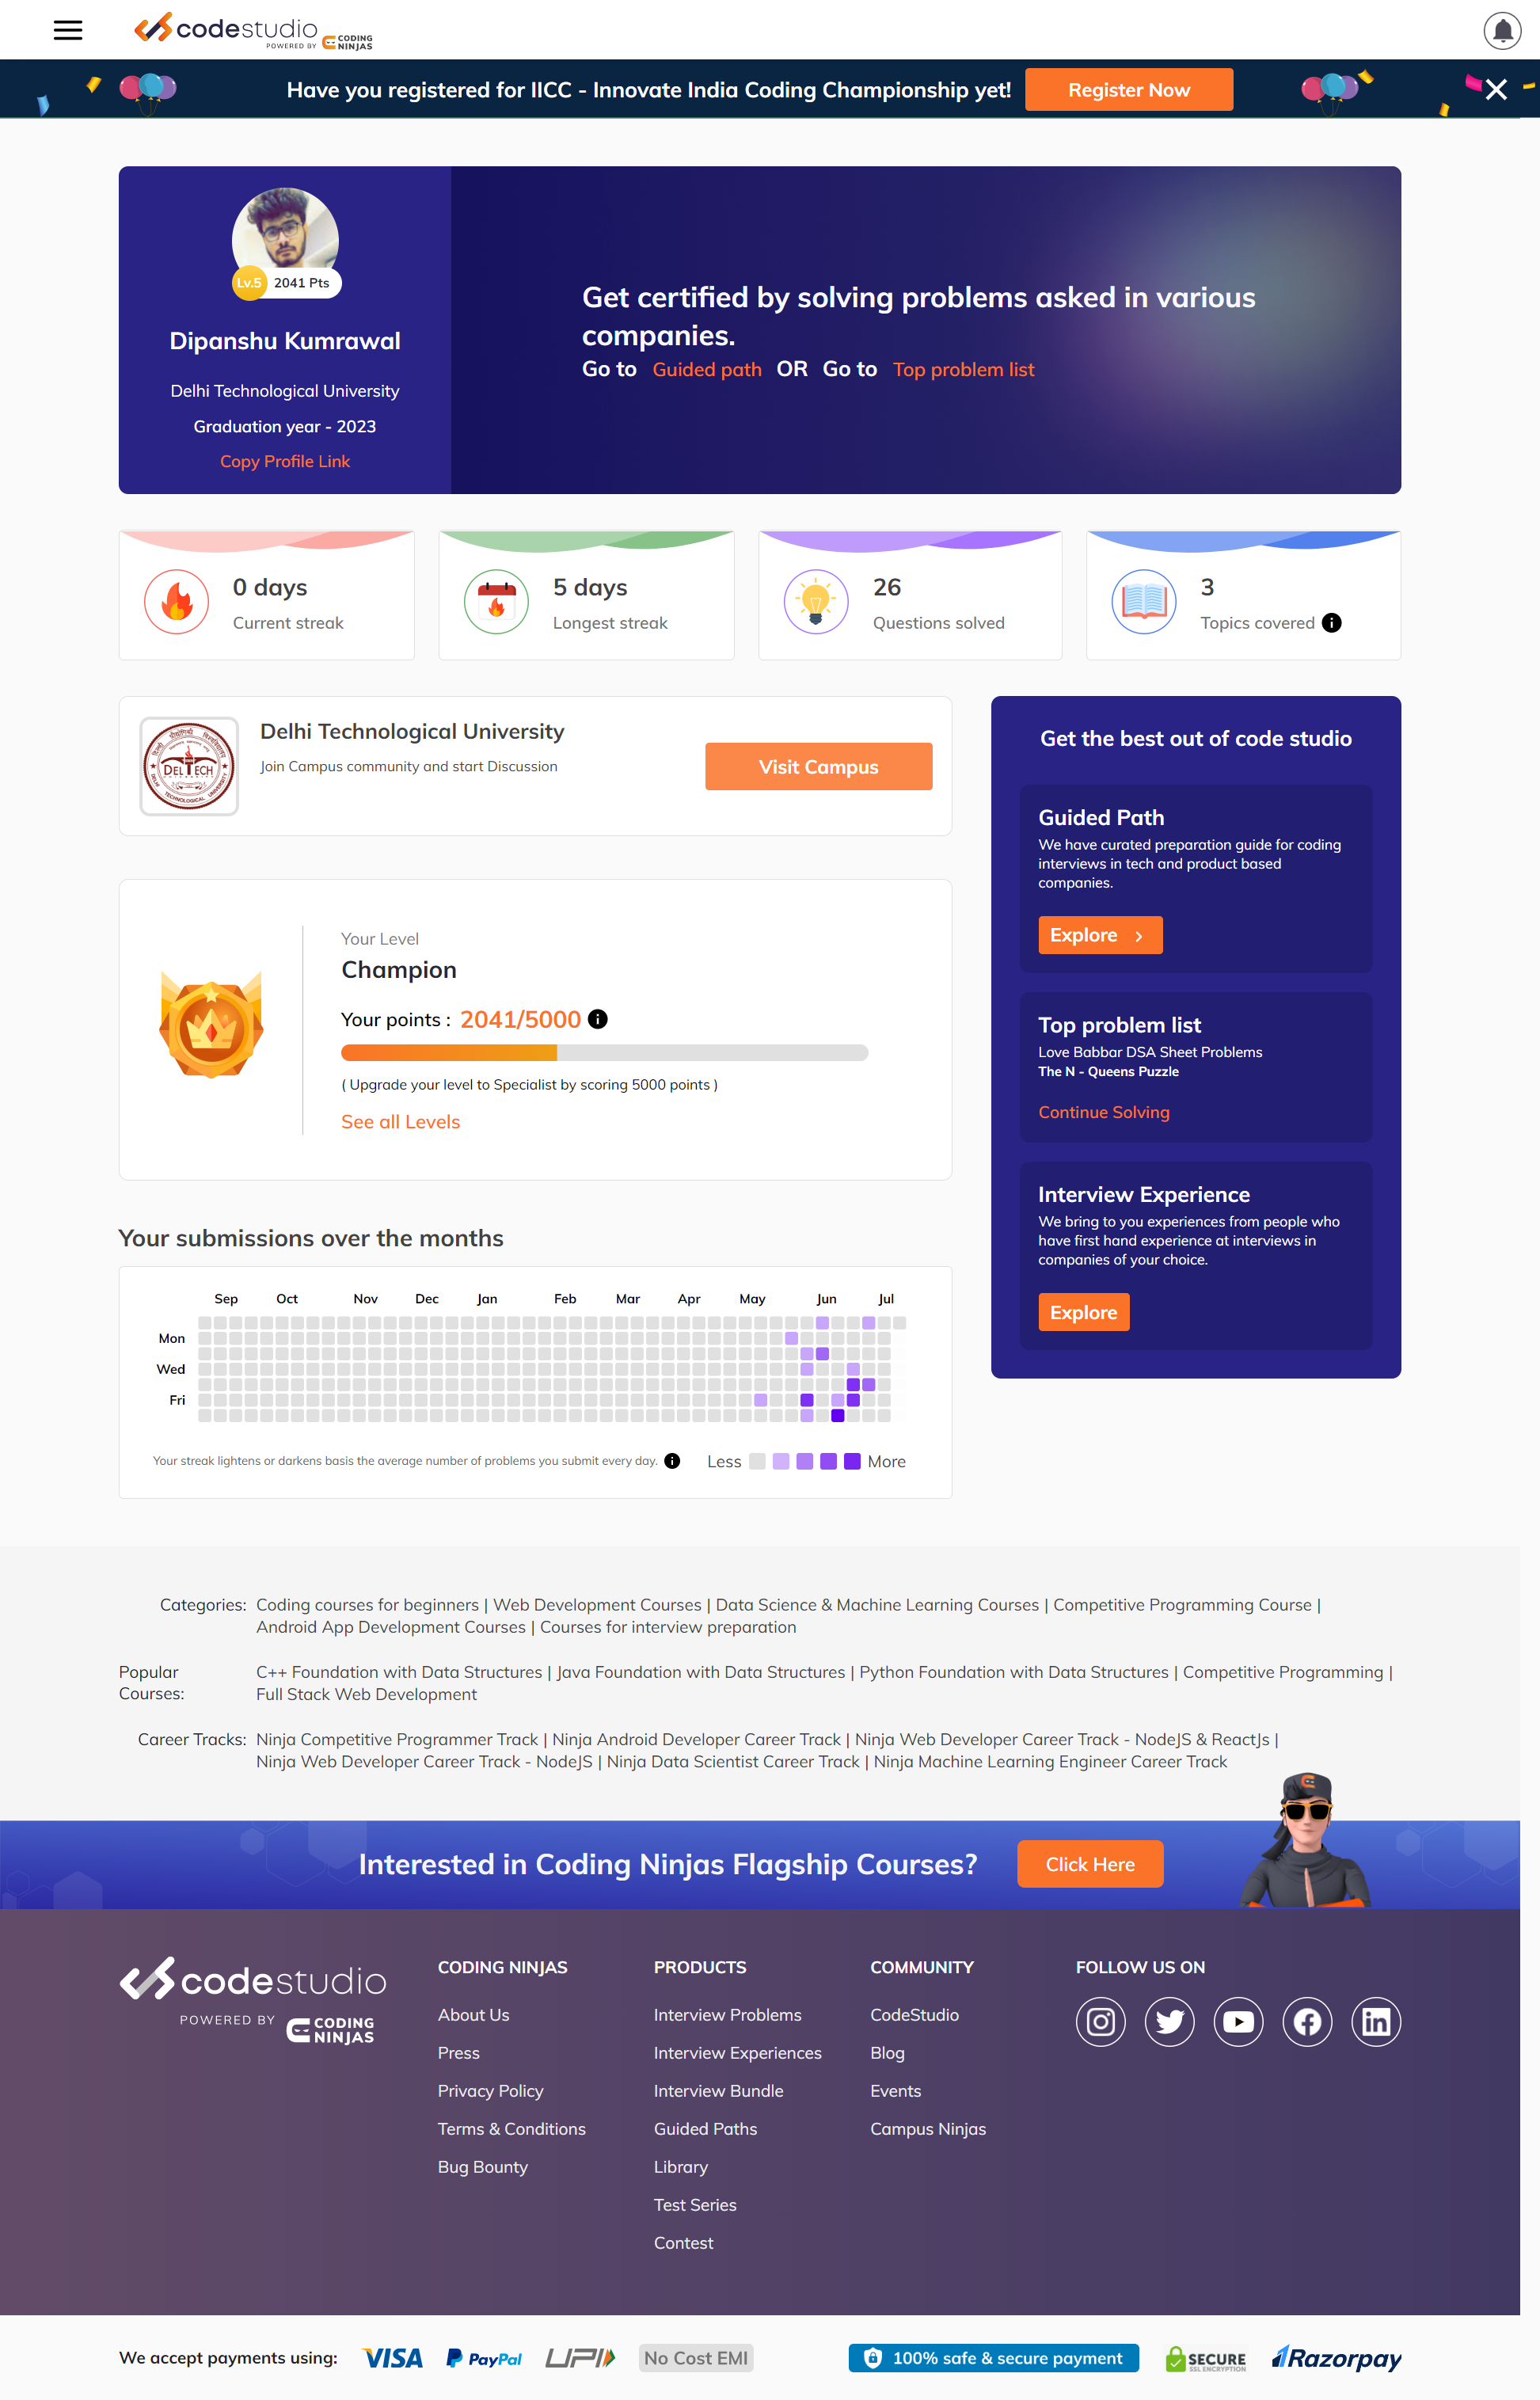 codestudio
POWERED BY CODING NINJAS
Have you registered for IICC - Innovate India Coding Championship yet!
Register Now
Lv.5
2041 Pts
Dipanshu Kumrawal
Delhi Technological University
Graduation year - 2023
Copy Profile Link
Get certified by solving problems asked in various
companies.
Go to Guided path OR Go to Top problem list
0 days
Current streak
5 days
Longest streak
26
Questions solved
3
Topics covered
DELTECH
Delhi Technological University
Join Campus community and start Discussion
Visit Campus
Your Level
Champion
Your points : 2041/5000
( Upgrade your level to Specialist by scoring 5000 points )
See all Levels
Get the best out of code studio
Guided Path
We have curated preparation guide for coding
interviews in tech and product based
companies.
Explore
Top problem list
Love Babbar DSA Sheet Problems
The N - Queens Puzzle
Continue Solving
Interview Experience
We bring to you experiences from people who
have first hand experience at interviews in
companies of your choice.
Explore
Your submissions over the months
Sep Oct Nov Dec Jan Feb Mar Apr May Jun Jul
Mon
Wed
Fri
Your streak lightens or darkens basis the average number of problems you submit every day.
Less
More
Categories: Coding courses for beginners | Web Development Courses | Data Science & Machine Learning Courses | Competitive Programming Course |
Android App Development Courses | Courses for interview preparation
Popular Courses: C++ Foundation with Data Structures | Java Foundation with Data Structures | Python Foundation with Data Structures | Competitive Programming |
Full Stack Web Development
Career Tracks: Ninja Competitive Programmer Track | Ninja Android Developer Career Track | Ninja Web Developer Career Track - NodeJS & ReactJs |
Ninja Web Developer Career Track - NodeJS | Ninja Data Scientist Career Track | Ninja Machine Learning Engineer Career Track
Interested in Coding Ninjas Flagship Courses?
Click Here
codestudio
POWERED BY CODING NINJAS
CODING NINJAS
About Us
Press
Privacy Policy
Terms & Conditions
Bug Bounty
PRODUCTS
Interview Problems
Interview Experiences
Interview Bundle
Guided Paths
Library
Test Series
Contest
COMMUNITY
CodeStudio
Blog
Events
Campus Ninjas
FOLLOW US ON
We accept payments using:
VISA
PayPal
UPI
No Cost EMI
100% safe & secure payment
SECURE
SSL ENCRYPTION
Razorpay